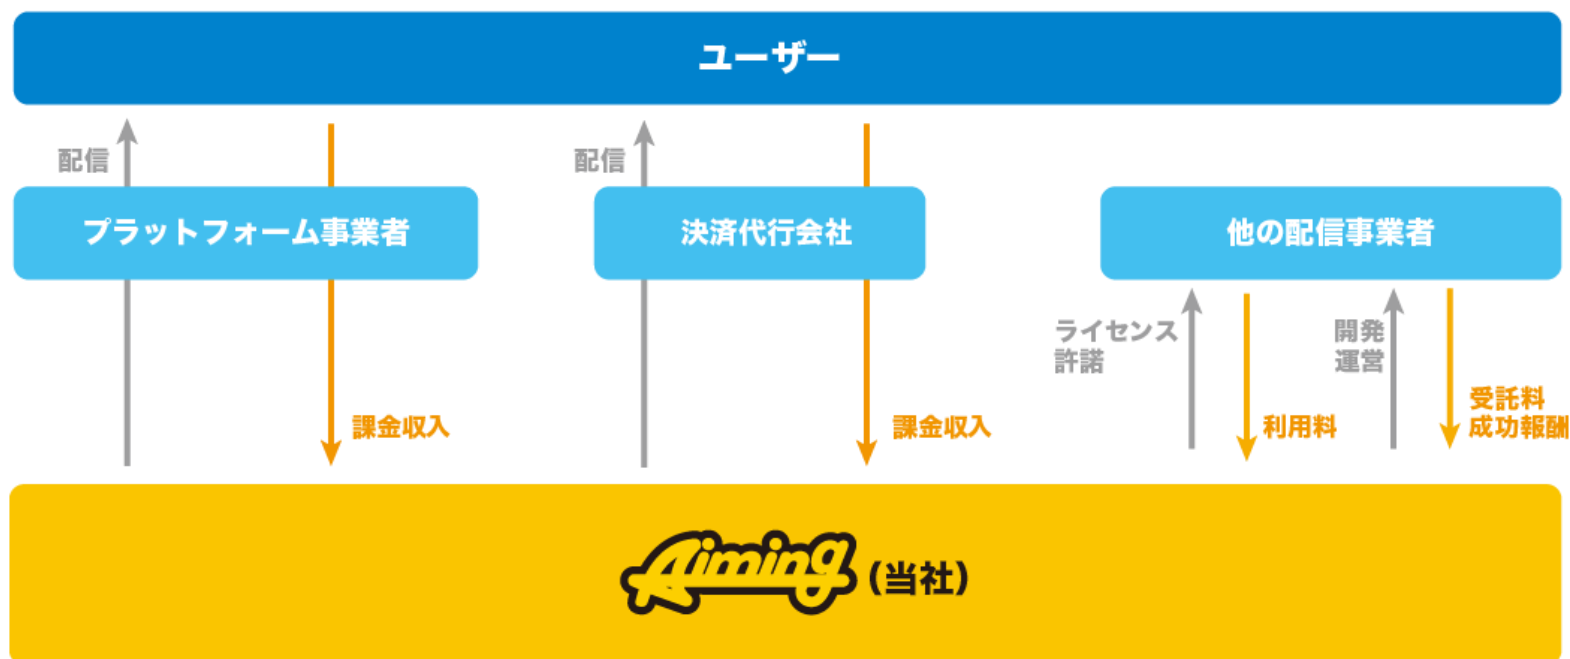 ユーザー
配信
配信
プラットフォーム事業者
決済代行会社
他の配信事業者
ライセンス
許諾
開発
運営
課金収入
課金収入
利用料
受託料
成功報酬
Aiming (当社)